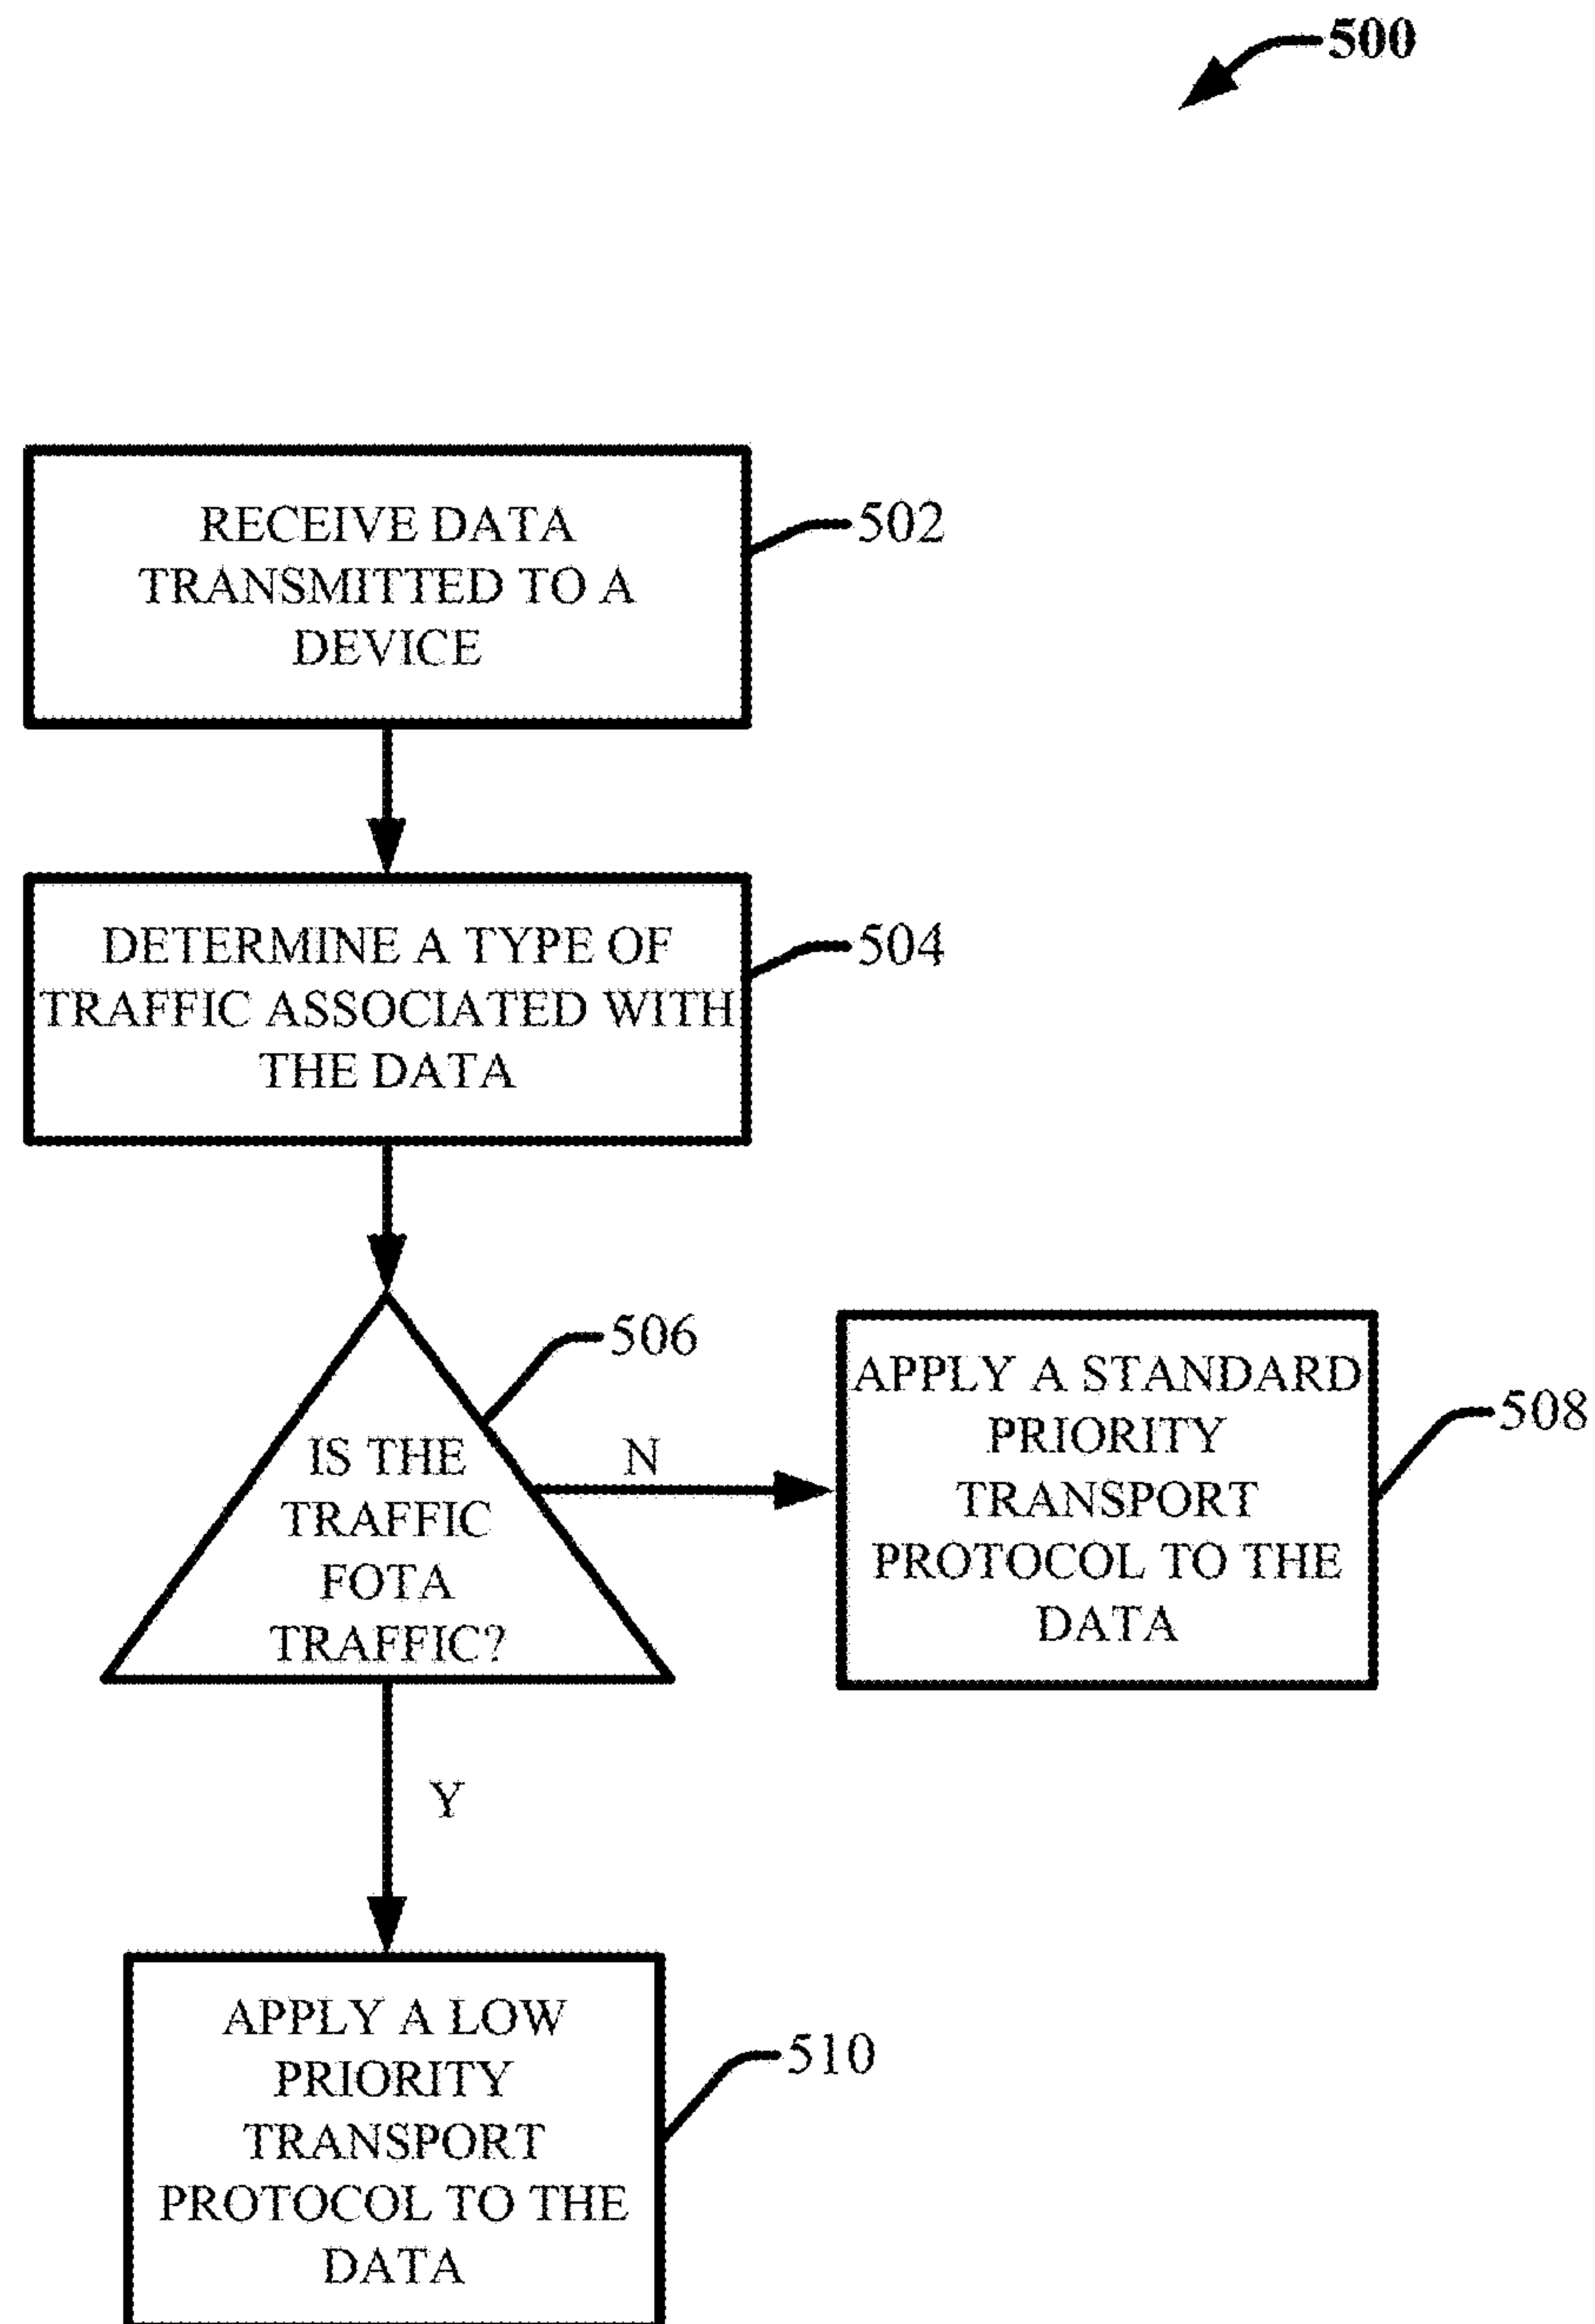 500
RECEIVE DATA
TRANSMITTED TO A
DEVICE
502
DETERMINE A TYPE OF
TRAFFIC ASSOCIATED WITH
THE DATA
504
506
IS THE
TRAFFIC
FOTA
TRAFFIC?
N
APPLY A STANDARD
PRIORITY
TRANSPORT
PROTOCOL TO THE
DATA
508
Y
APPLY A LOW
PRIORITY
TRANSPORT
PROTOCOL TO THE
DATA
510